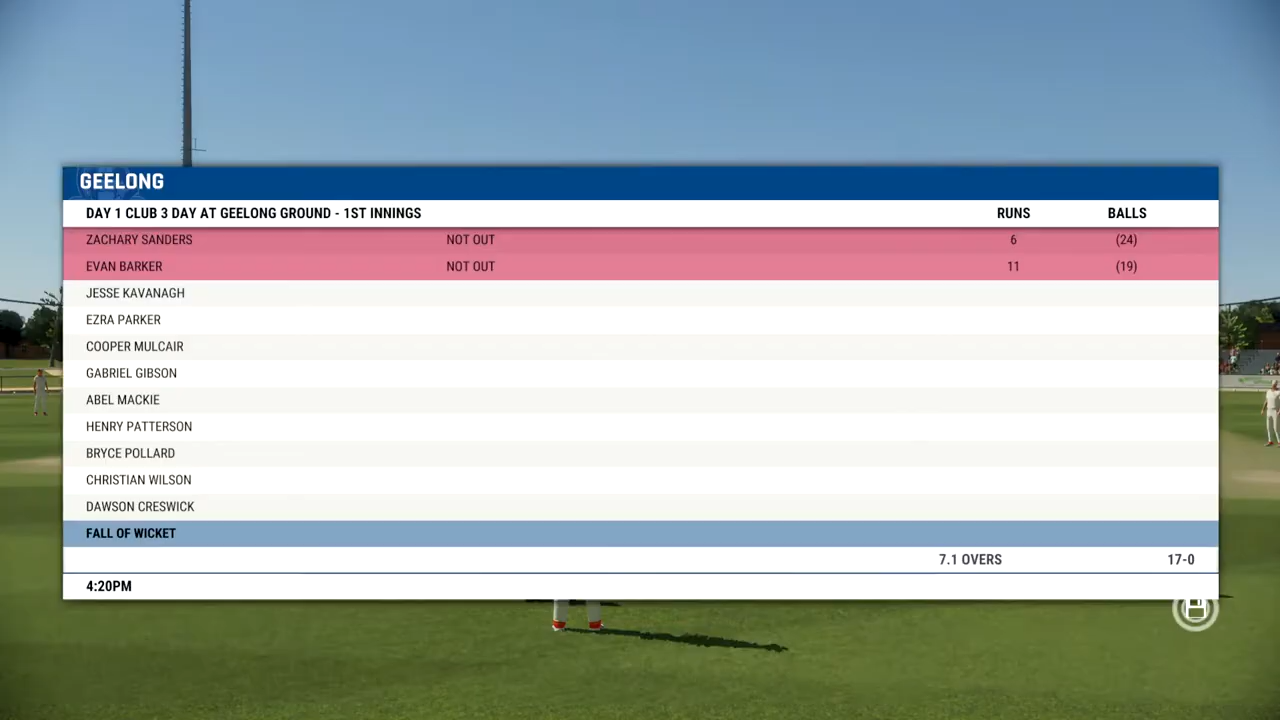 GEELONG
DAY 1 CLUB 3 DAY AT GEELONG GROUND - 1ST INNINGS RUNS BALLS
ZACHARY SANDERS NOT OUT 6 (24)
EVAN BARKER NOT OUT 11 (19)
JESSE KAVANAGH
EZRA PARKER
COOPER MULCAIR
GABRIEL GIBSON
ABEL MACKIE
HENRY PATTERSON
BRYCE POLLARD
CHRISTIAN WILSON
DAWSON CRESWICK
FALL OF WICKET
7.1 OVERS 17-0
4:20PM